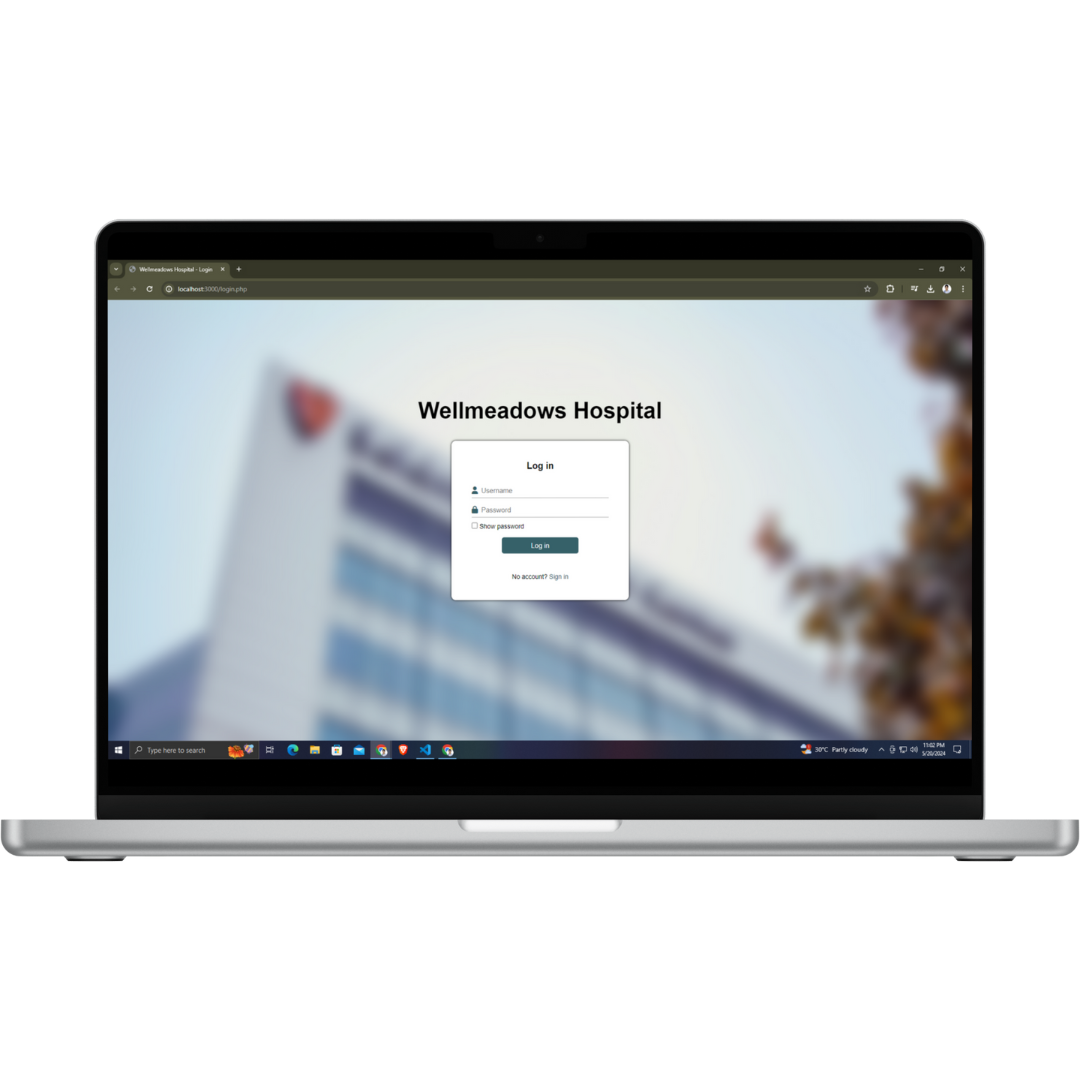 Wellmeadows Hospital - Login
localhost:3000/login.php
Wellmeadows Hospital
Log in
Username
Password
Show password
Log in
No account? Sign in
Type here to search
30°C Partly cloudy
11:02 PM
5/20/2024